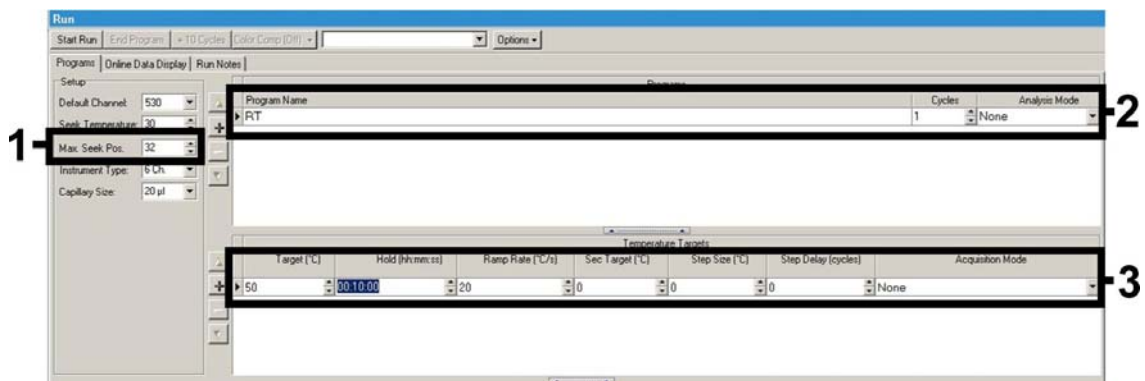 Run
Start Run End Program + 10 Cycles Color Comp (Off) Options
Programs Online Data Display Run Notes
Setup
Default Channel: 530
Seek Temperature: 30
1 Max. Seek Pos. 32
Instrument Type: 6 Ch.
Capillary Size: 20 µl
Programs
Program Name Cycles Analysis Mode
RT 1 None 2
Temperature Targets
Target (°C) Hold (hh:mm:ss) Ramp Rate (°C/s) Sec Target (°C) Step Size (°C) Step Delay (cycles) Acquisition Mode
50 00:10:00 20 0 0 0 None 3